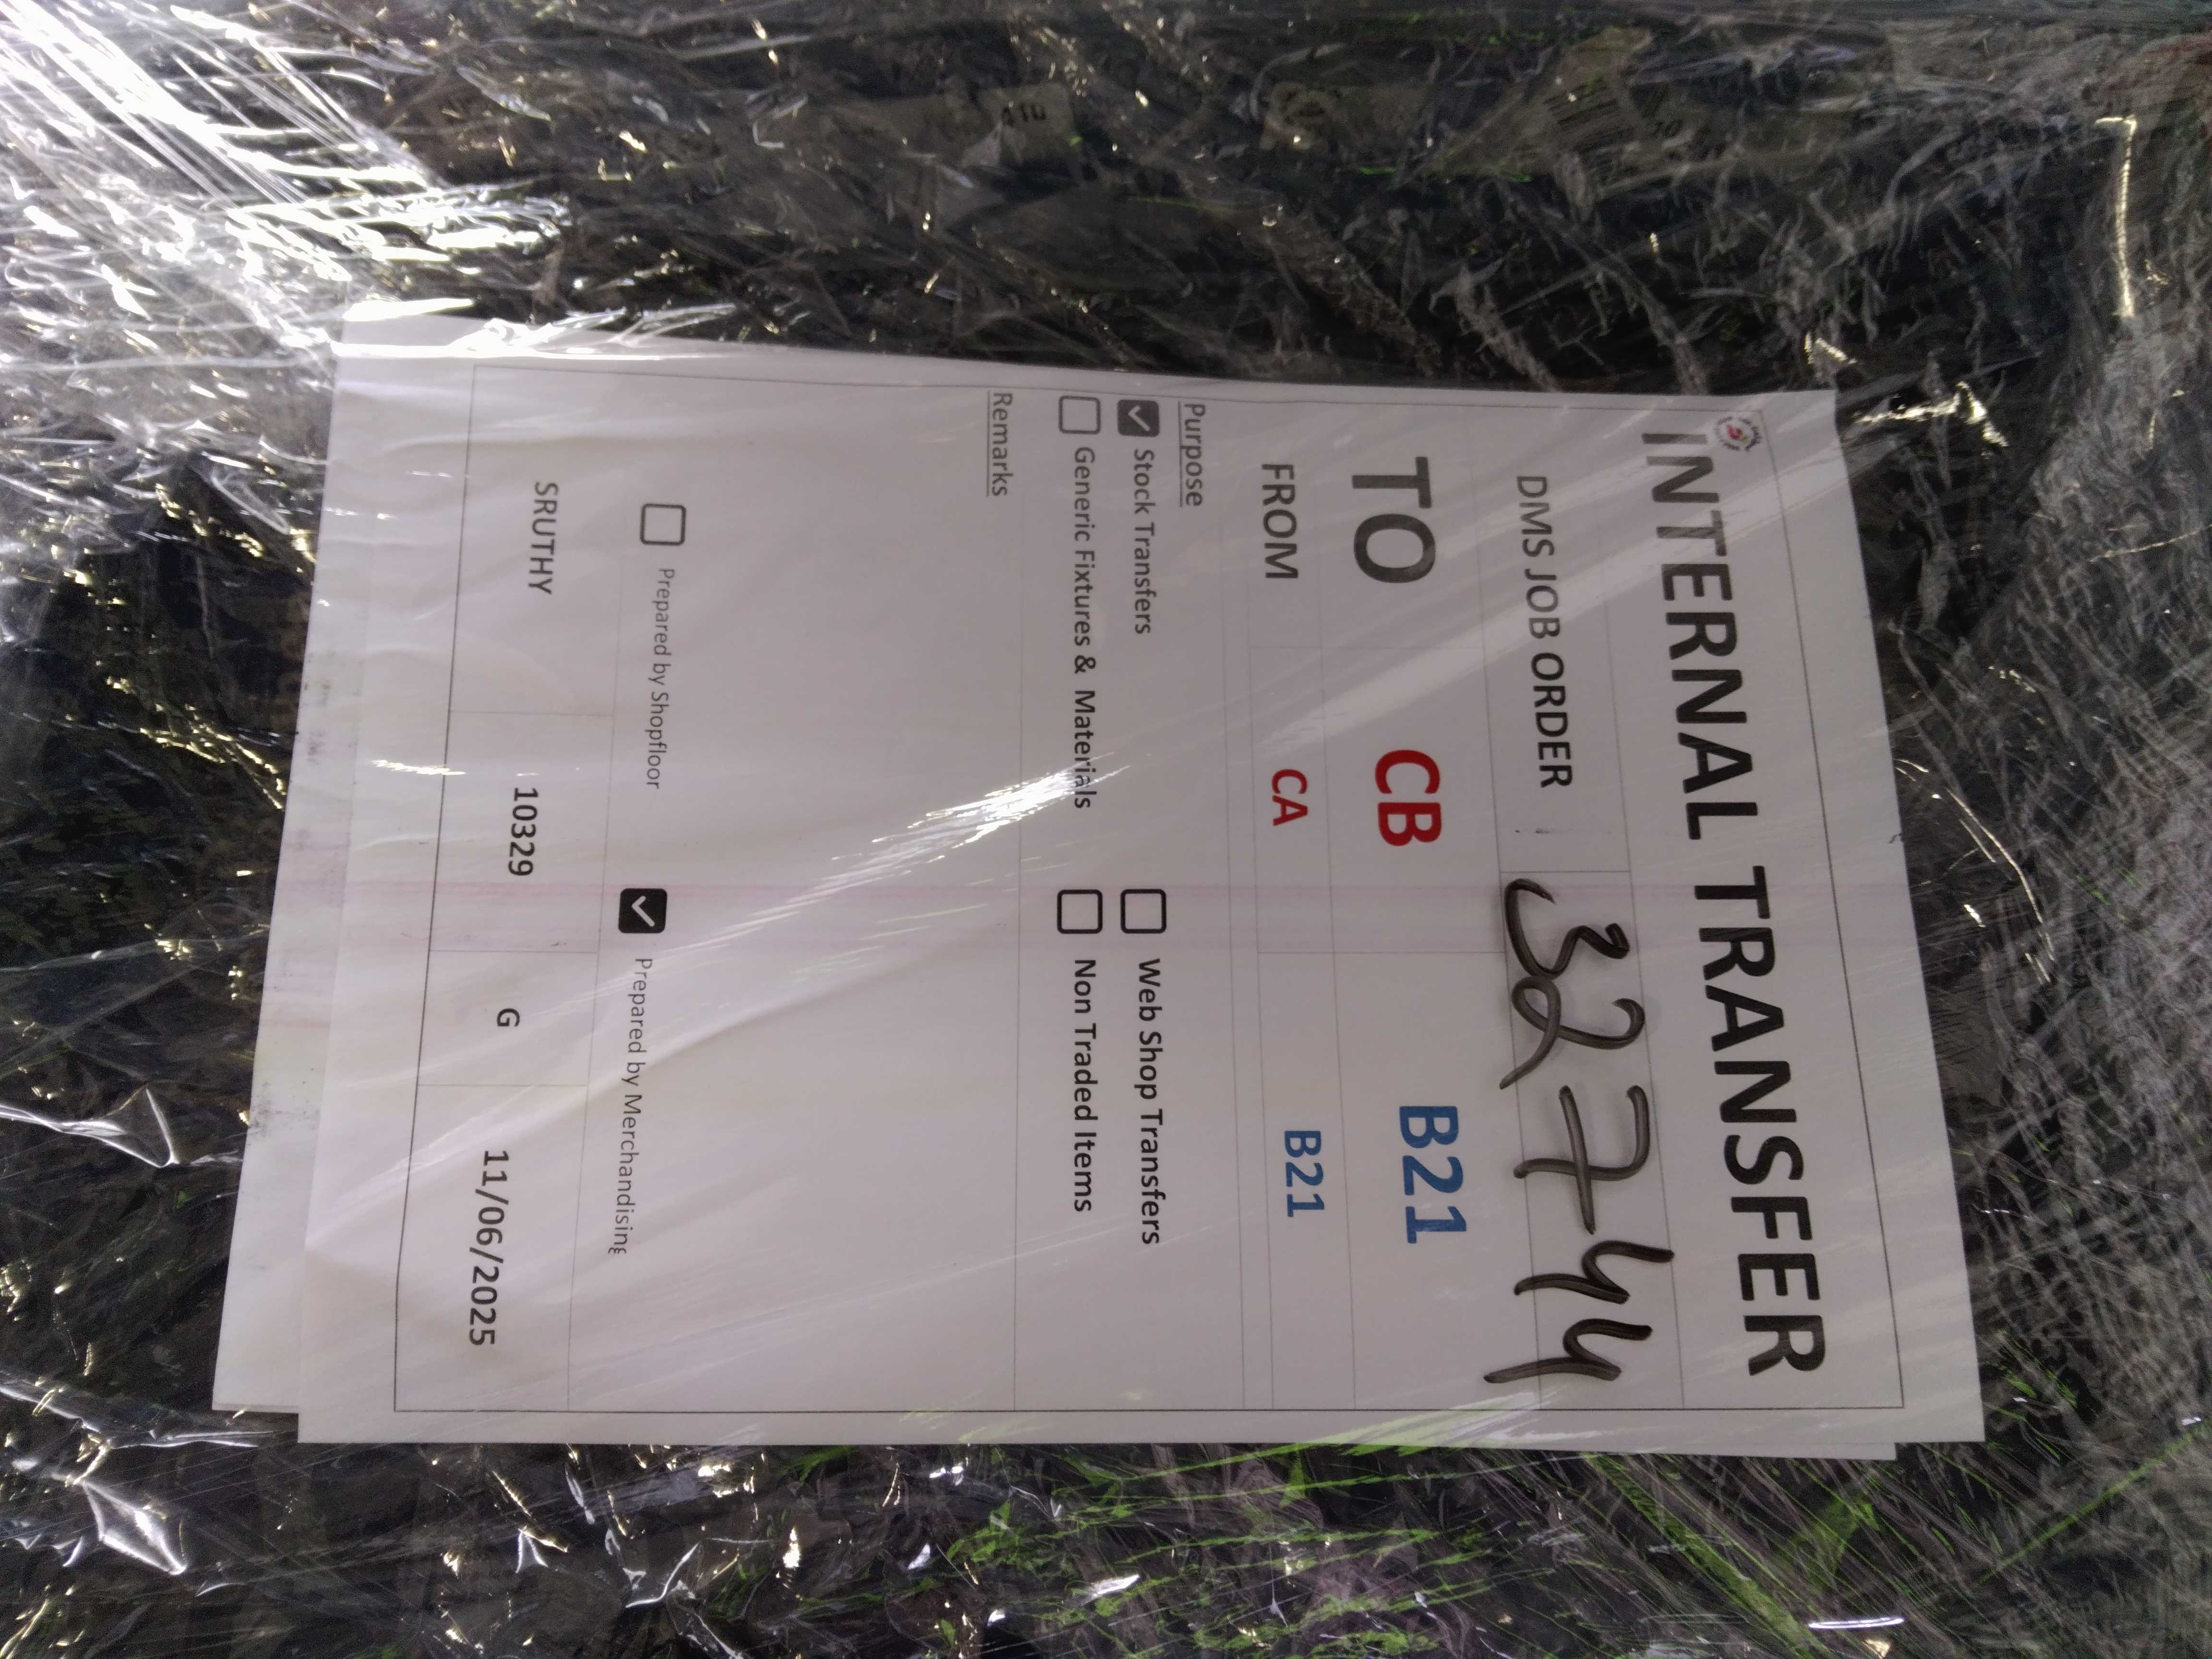 INTERNAL TRANSFER
DMS JOB ORDER 32744
TO CB B21
FROM CA B21
Purpose
Stock Transfers Web Shop Transfers
Generic Fixtures & Materials Non Traded Items
Remarks
Prepared by Shopfloor Prepared by Merchandising
SRUTHY 10329 G 11/06/2025